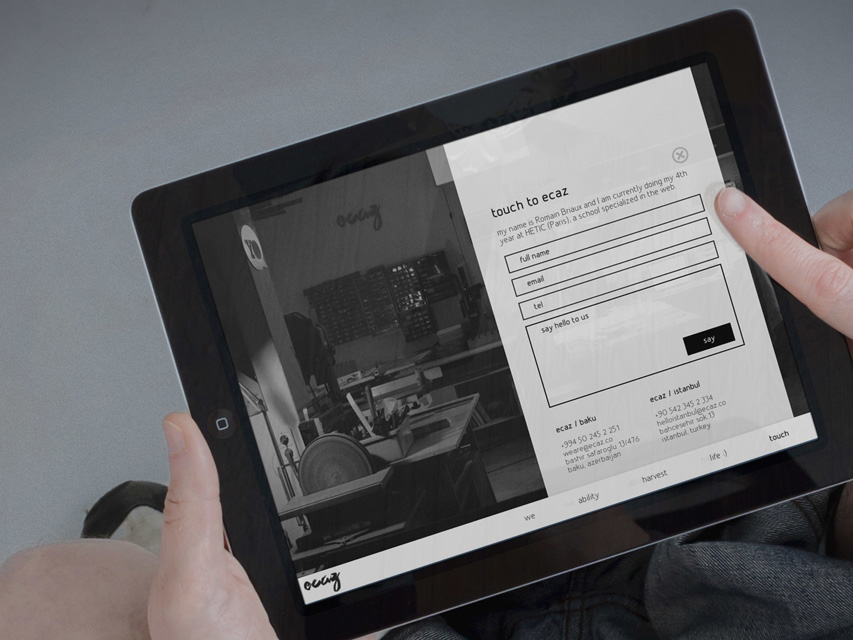 ecaz
touch to ecaz
my name is Romain Briaux and I am currently doing my 4th
year at HETIC (Paris), a school specialized in the web.
full name
email
tel
say hello to us
say
ecaz / baku
+994 50 245 2 251
weare@ecaz.co
bashir safaroglu 13/476
baku, azerbaijan
ecaz / istanbul
+90 542 345 2 334
helloistanbul@ecaz.co
bahcesehir sok.17
istanbul, turkey
ecaz
we
ability
harvest
life :)
touch